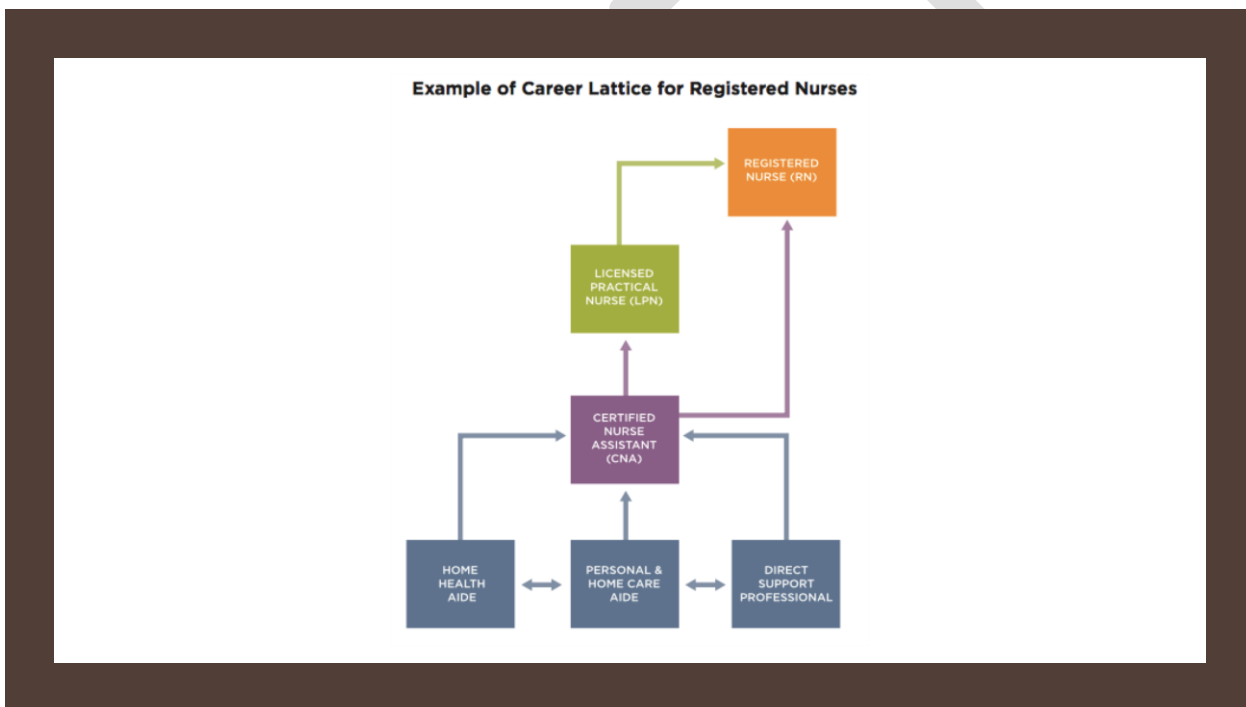 Example of Career Lattice for Registered Nurses
REGISTERED
NURSE (RN)
LICENSED
PRACTICAL
NURSE (LPN)
CERTIFIED
NURSE
ASSISTANT
(CNA)
HOME
HEALTH
AIDE
PERSONAL &
HOME CARE
AIDE
DIRECT
SUPPORT
PROFESSIONAL